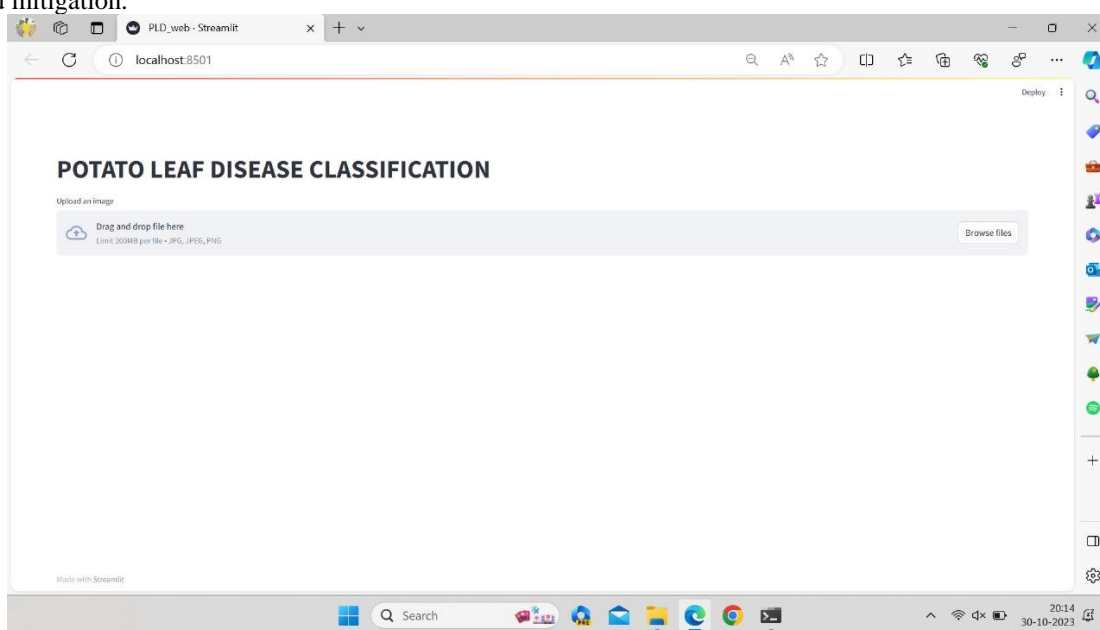 d mitigation.
PLD_web · Streamlit
localhost:8501
Deploy
POTATO LEAF DISEASE CLASSIFICATION
Upload an image
Drag and drop file here
Limit 200MB per file • JPG, JPEG, PNG
Browse files
Made with Streamlit
Search
PRE
20:14
30-10-2023